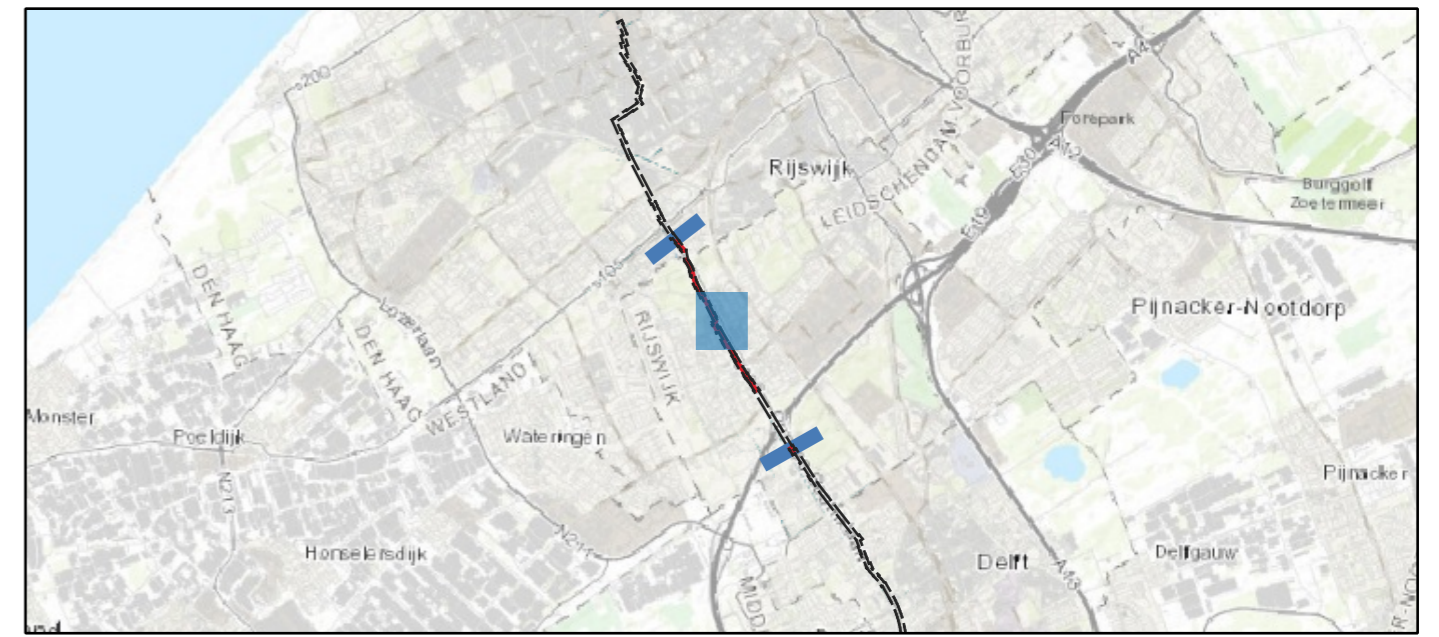 s200
A4
LEIDSCHENDAM-VOORBURG
Forepark
A12
E30
Rijswijk
Burggolf
Zoetermeer
E19
DEN HAAG
Lozerlaan
RIJSWIJK
Pijnacker-Nootdorp
DEN HAAG
WESTLAND
Monster
Poeldijk
Wateringen
N213
Pijnacker
N211
Honselersdijk
Delft
A13
Delfgauw
MIDD